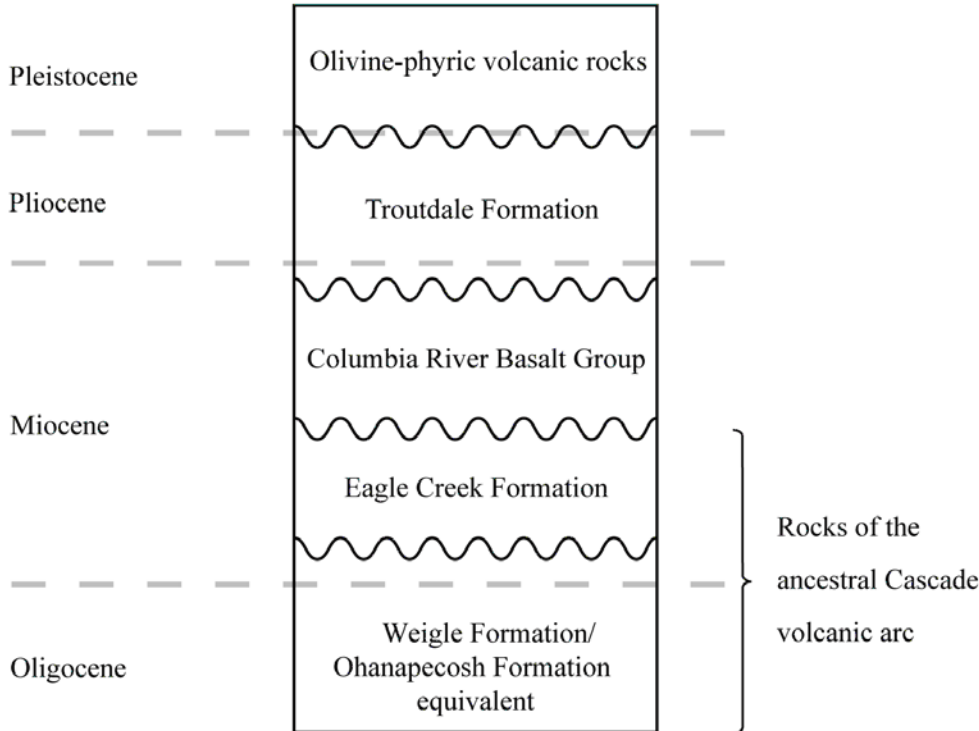 Pleistocene
Olivine-phyric volcanic rocks
Pliocene
Troutdale Formation
Columbia River Basalt Group
Miocene
Eagle Creek Formation
Rocks of the
ancestral Cascade
volcanic arc
Oligocene
Weigle Formation/
Ohanapecosh Formation
equivalent